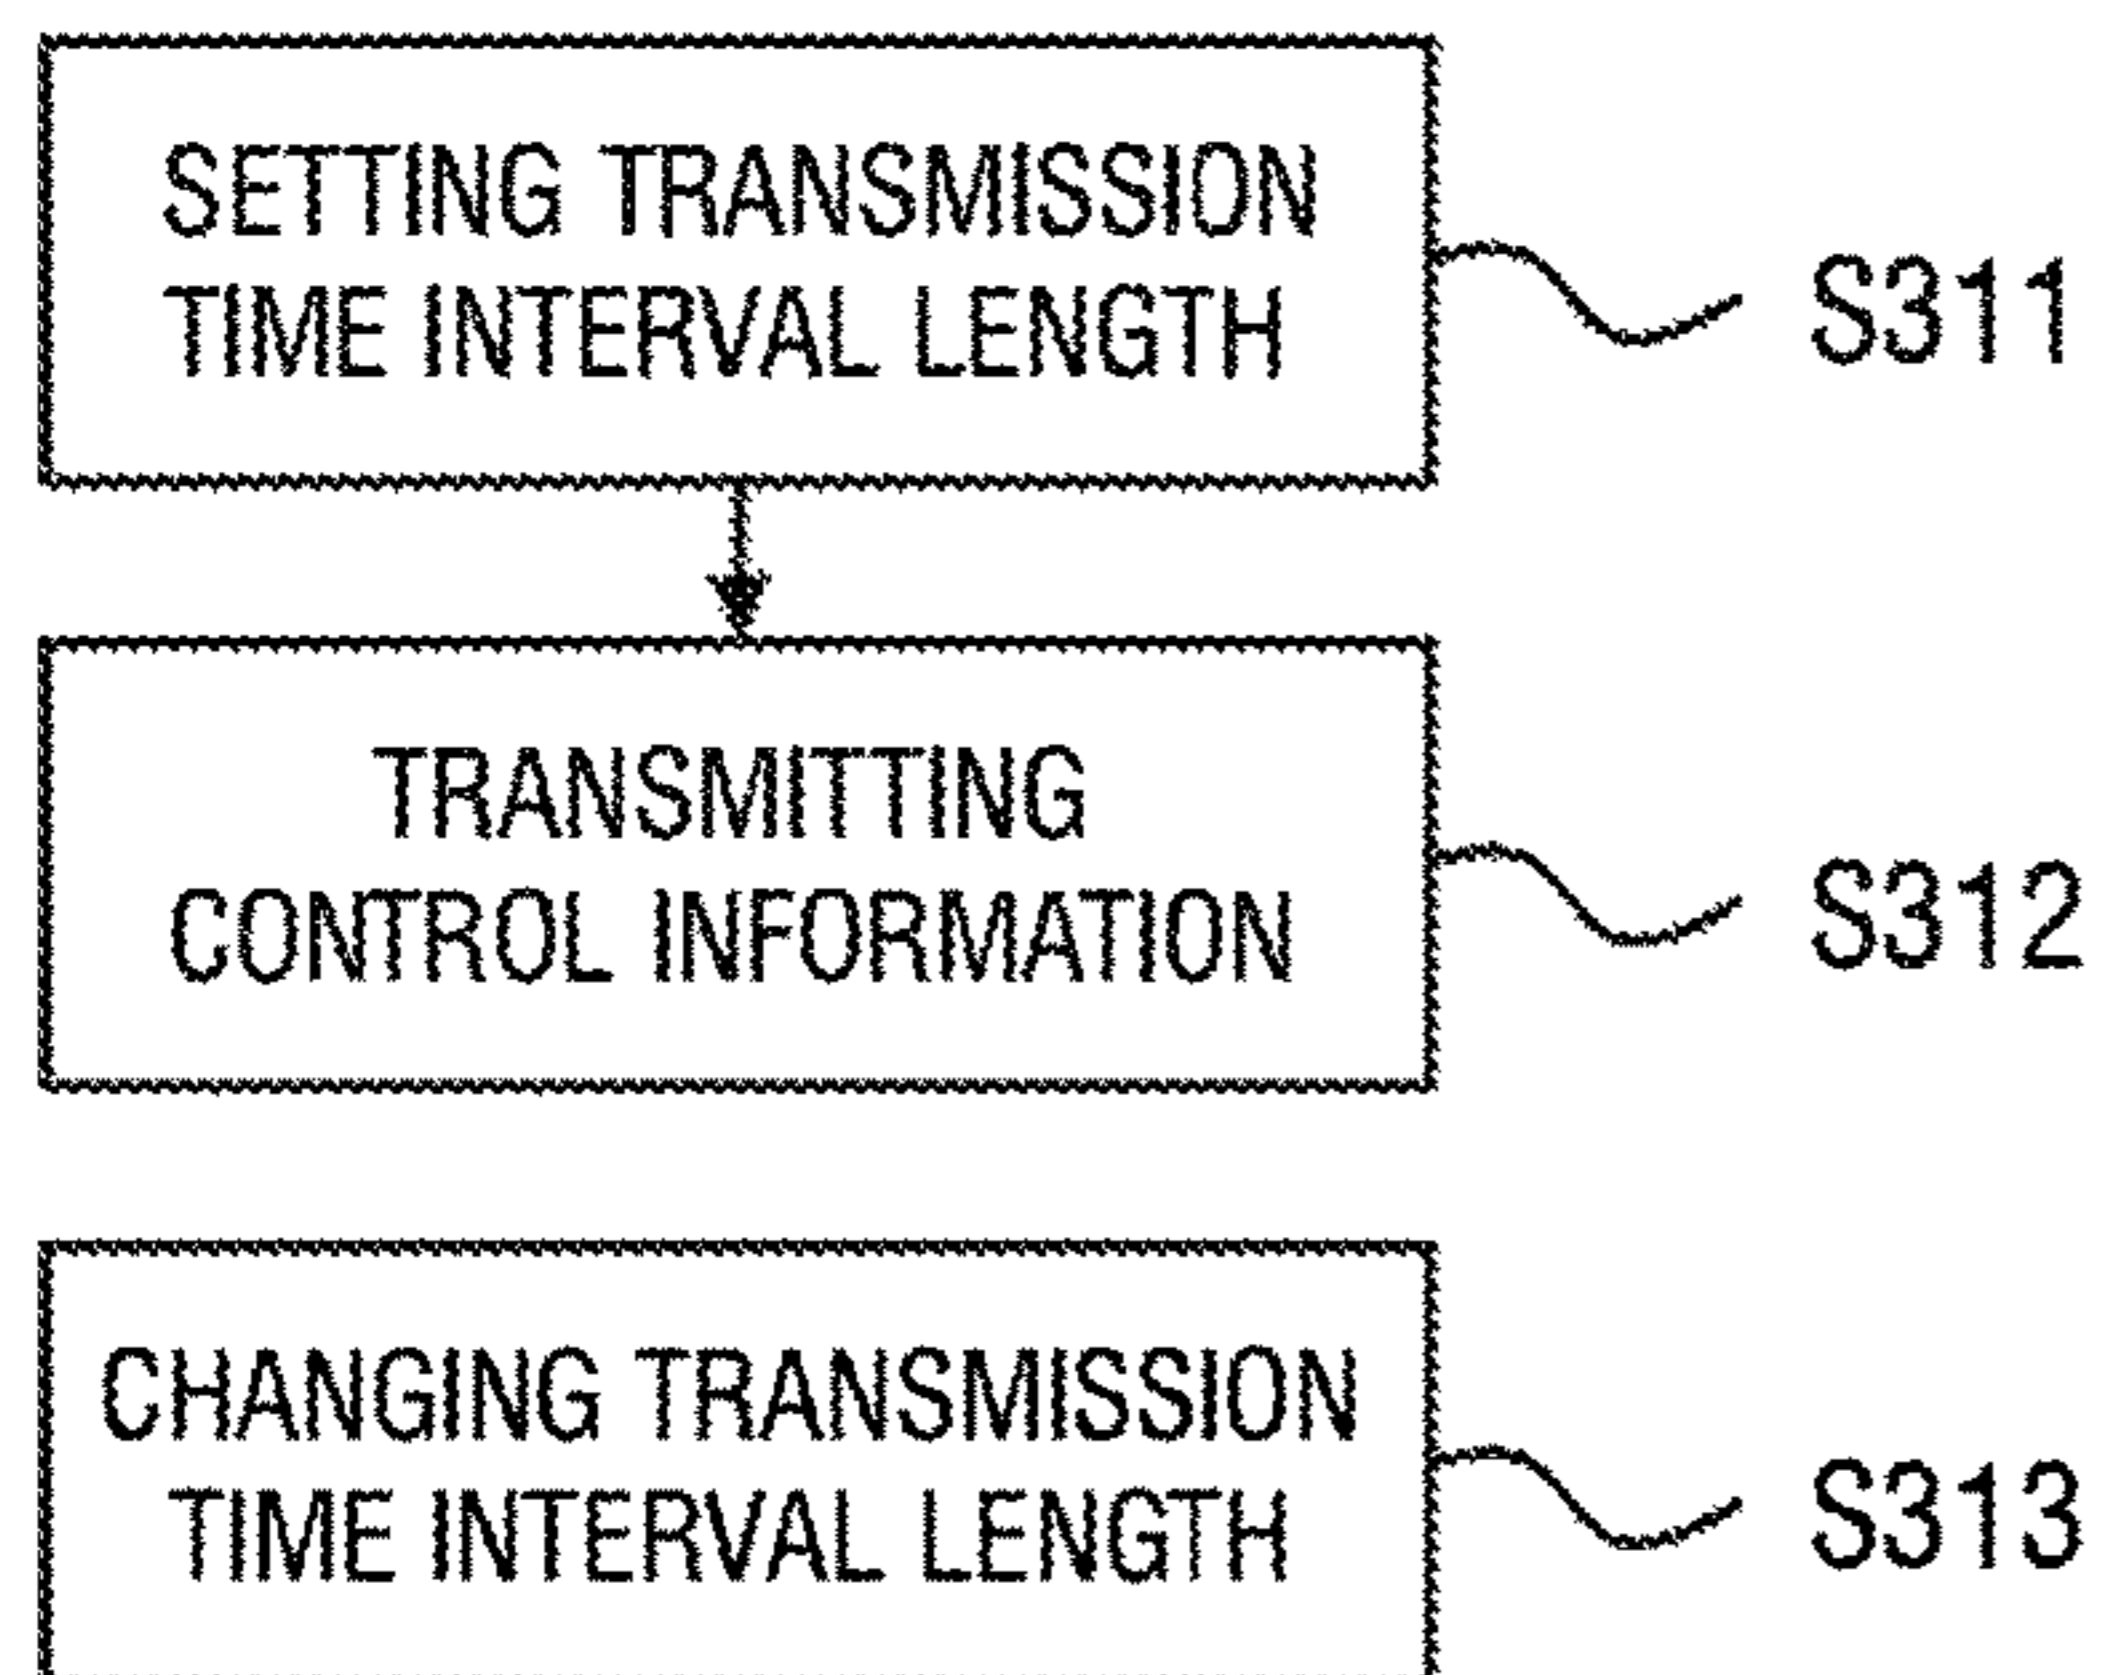 SETTING TRANSMISSION
TIME INTERVAL LENGTH
S311
TRANSMITTING
CONTROL INFORMATION
S312
CHANGING TRANSMISSION
TIME INTERVAL LENGTH
S313